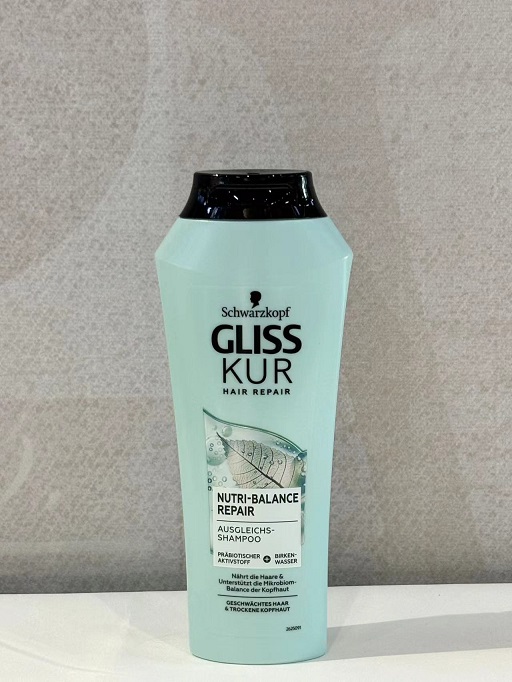 Schwarzkopf
GLISS
KUR
HAIR REPAIR
NUTRI-BALANCE
REPAIR
AUSGLEICHS-
SHAMPOO
PRÄBIOTISCHER
AKTIVSTOFF + BIRKEN-
WASSER
Nährt die Haare &
Unterstützt die Mikrobiom-
Balance der Kopfhaut
GESCHWÄCHTES HAAR
& TROCKENE KOPFHAUT
2625091